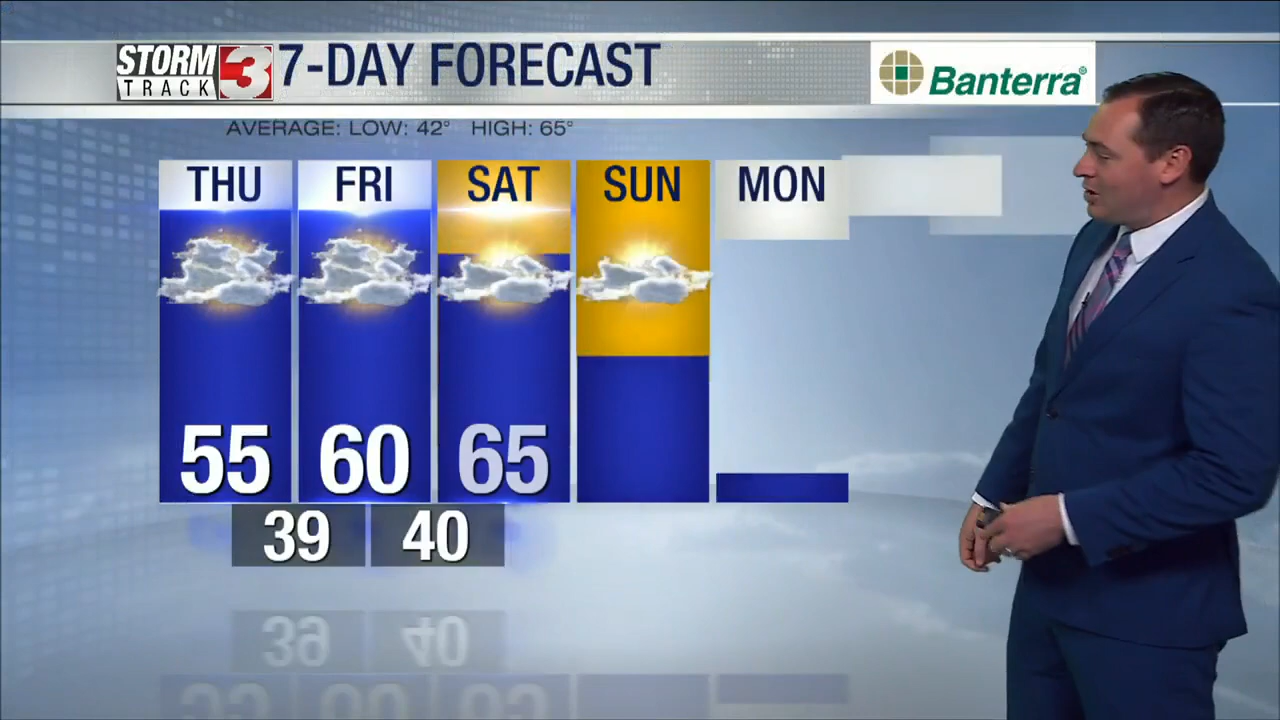 STORM
TRACK
3
7-DAY FORECAST
Banterra®
AVERAGE: LOW: 42° HIGH: 65°
THU FRI SAT SUN MON
55 60 65
39 40